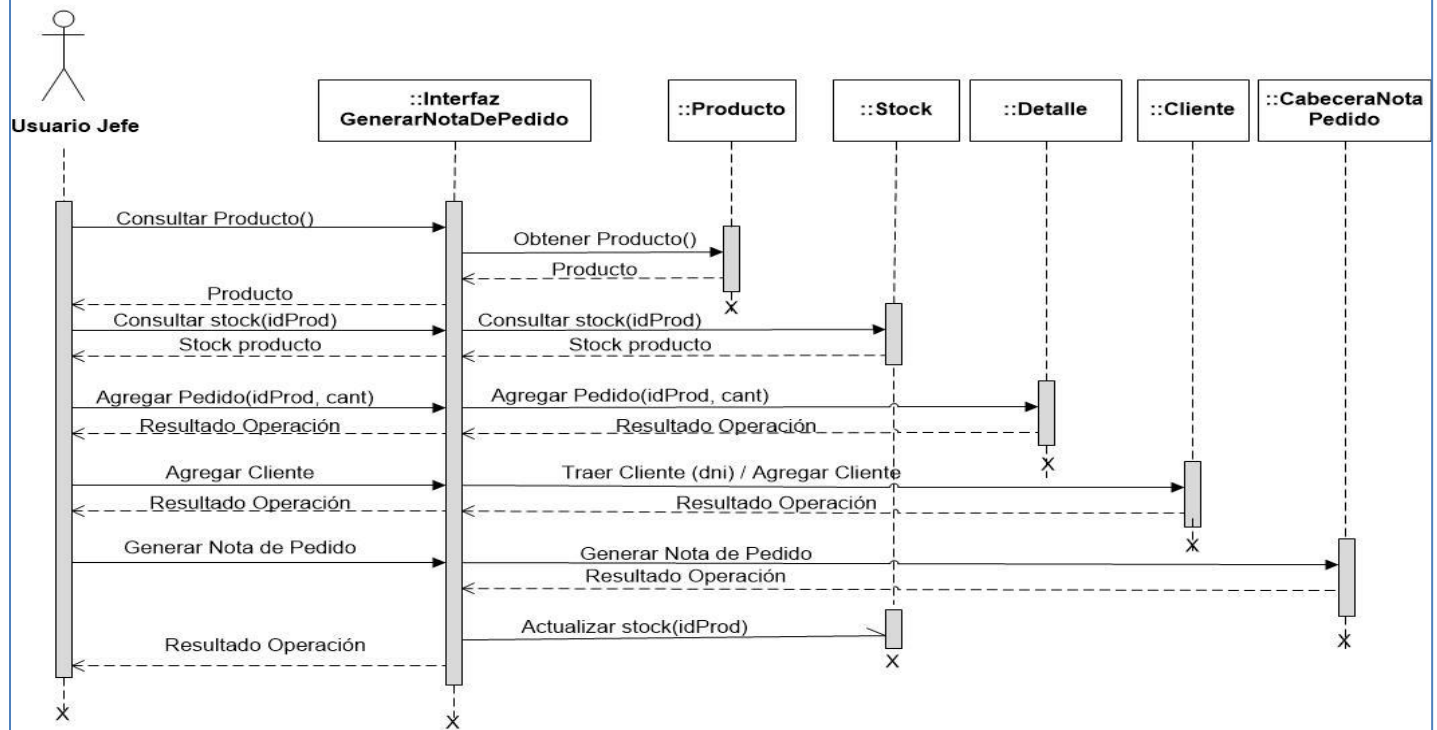 Usuario Jefe
::Interfaz
GenerarNotaDePedido
::Producto
::Stock
::Detalle
::Cliente
::CabeceraNota
Pedido
Consultar Producto()
Obtener Producto()
Producto
Producto
Consultar stock(idProd)
Consultar stock(idProd)
Stock producto
Stock producto
Agregar Pedido(idProd, cant)
Agregar Pedido(idProd, cant)
Resultado Operación
Resultado Operación
Agregar Cliente
Traer Cliente (dni) / Agregar Cliente
Resultado Operación
Resultado Operación
Generar Nota de Pedido
Generar Nota de Pedido
Resultado Operación
Actualizar stock(idProd)
Resultado Operación